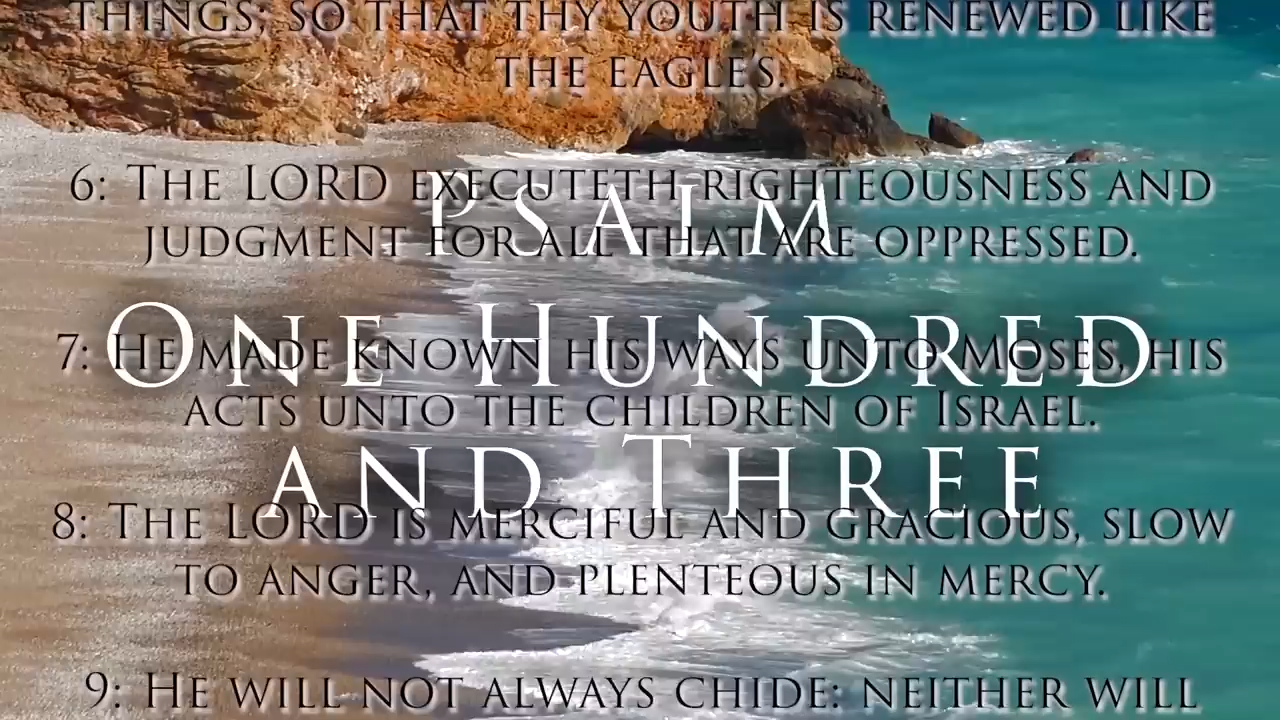 THINGS; SO THAT THY YOUTH IS RENEWED LIKE
THE EAGLES.
6: THE LORD EXECUTETH RIGHTEOUSNESS AND
JUDGMENT FOR ALL THAT ARE OPPRESSED.
PSALM
ONE HUNDRED
AND THREE
7: HE MADE KNOWN HIS WAYS UNTO MOSES, HIS
ACTS UNTO THE CHILDREN OF ISRAEL.
8: THE LORD IS MERCIFUL AND GRACIOUS, SLOW
TO ANGER, AND PLENTEOUS IN MERCY.
9: HE WILL NOT ALWAYS CHIDE: NEITHER WILL